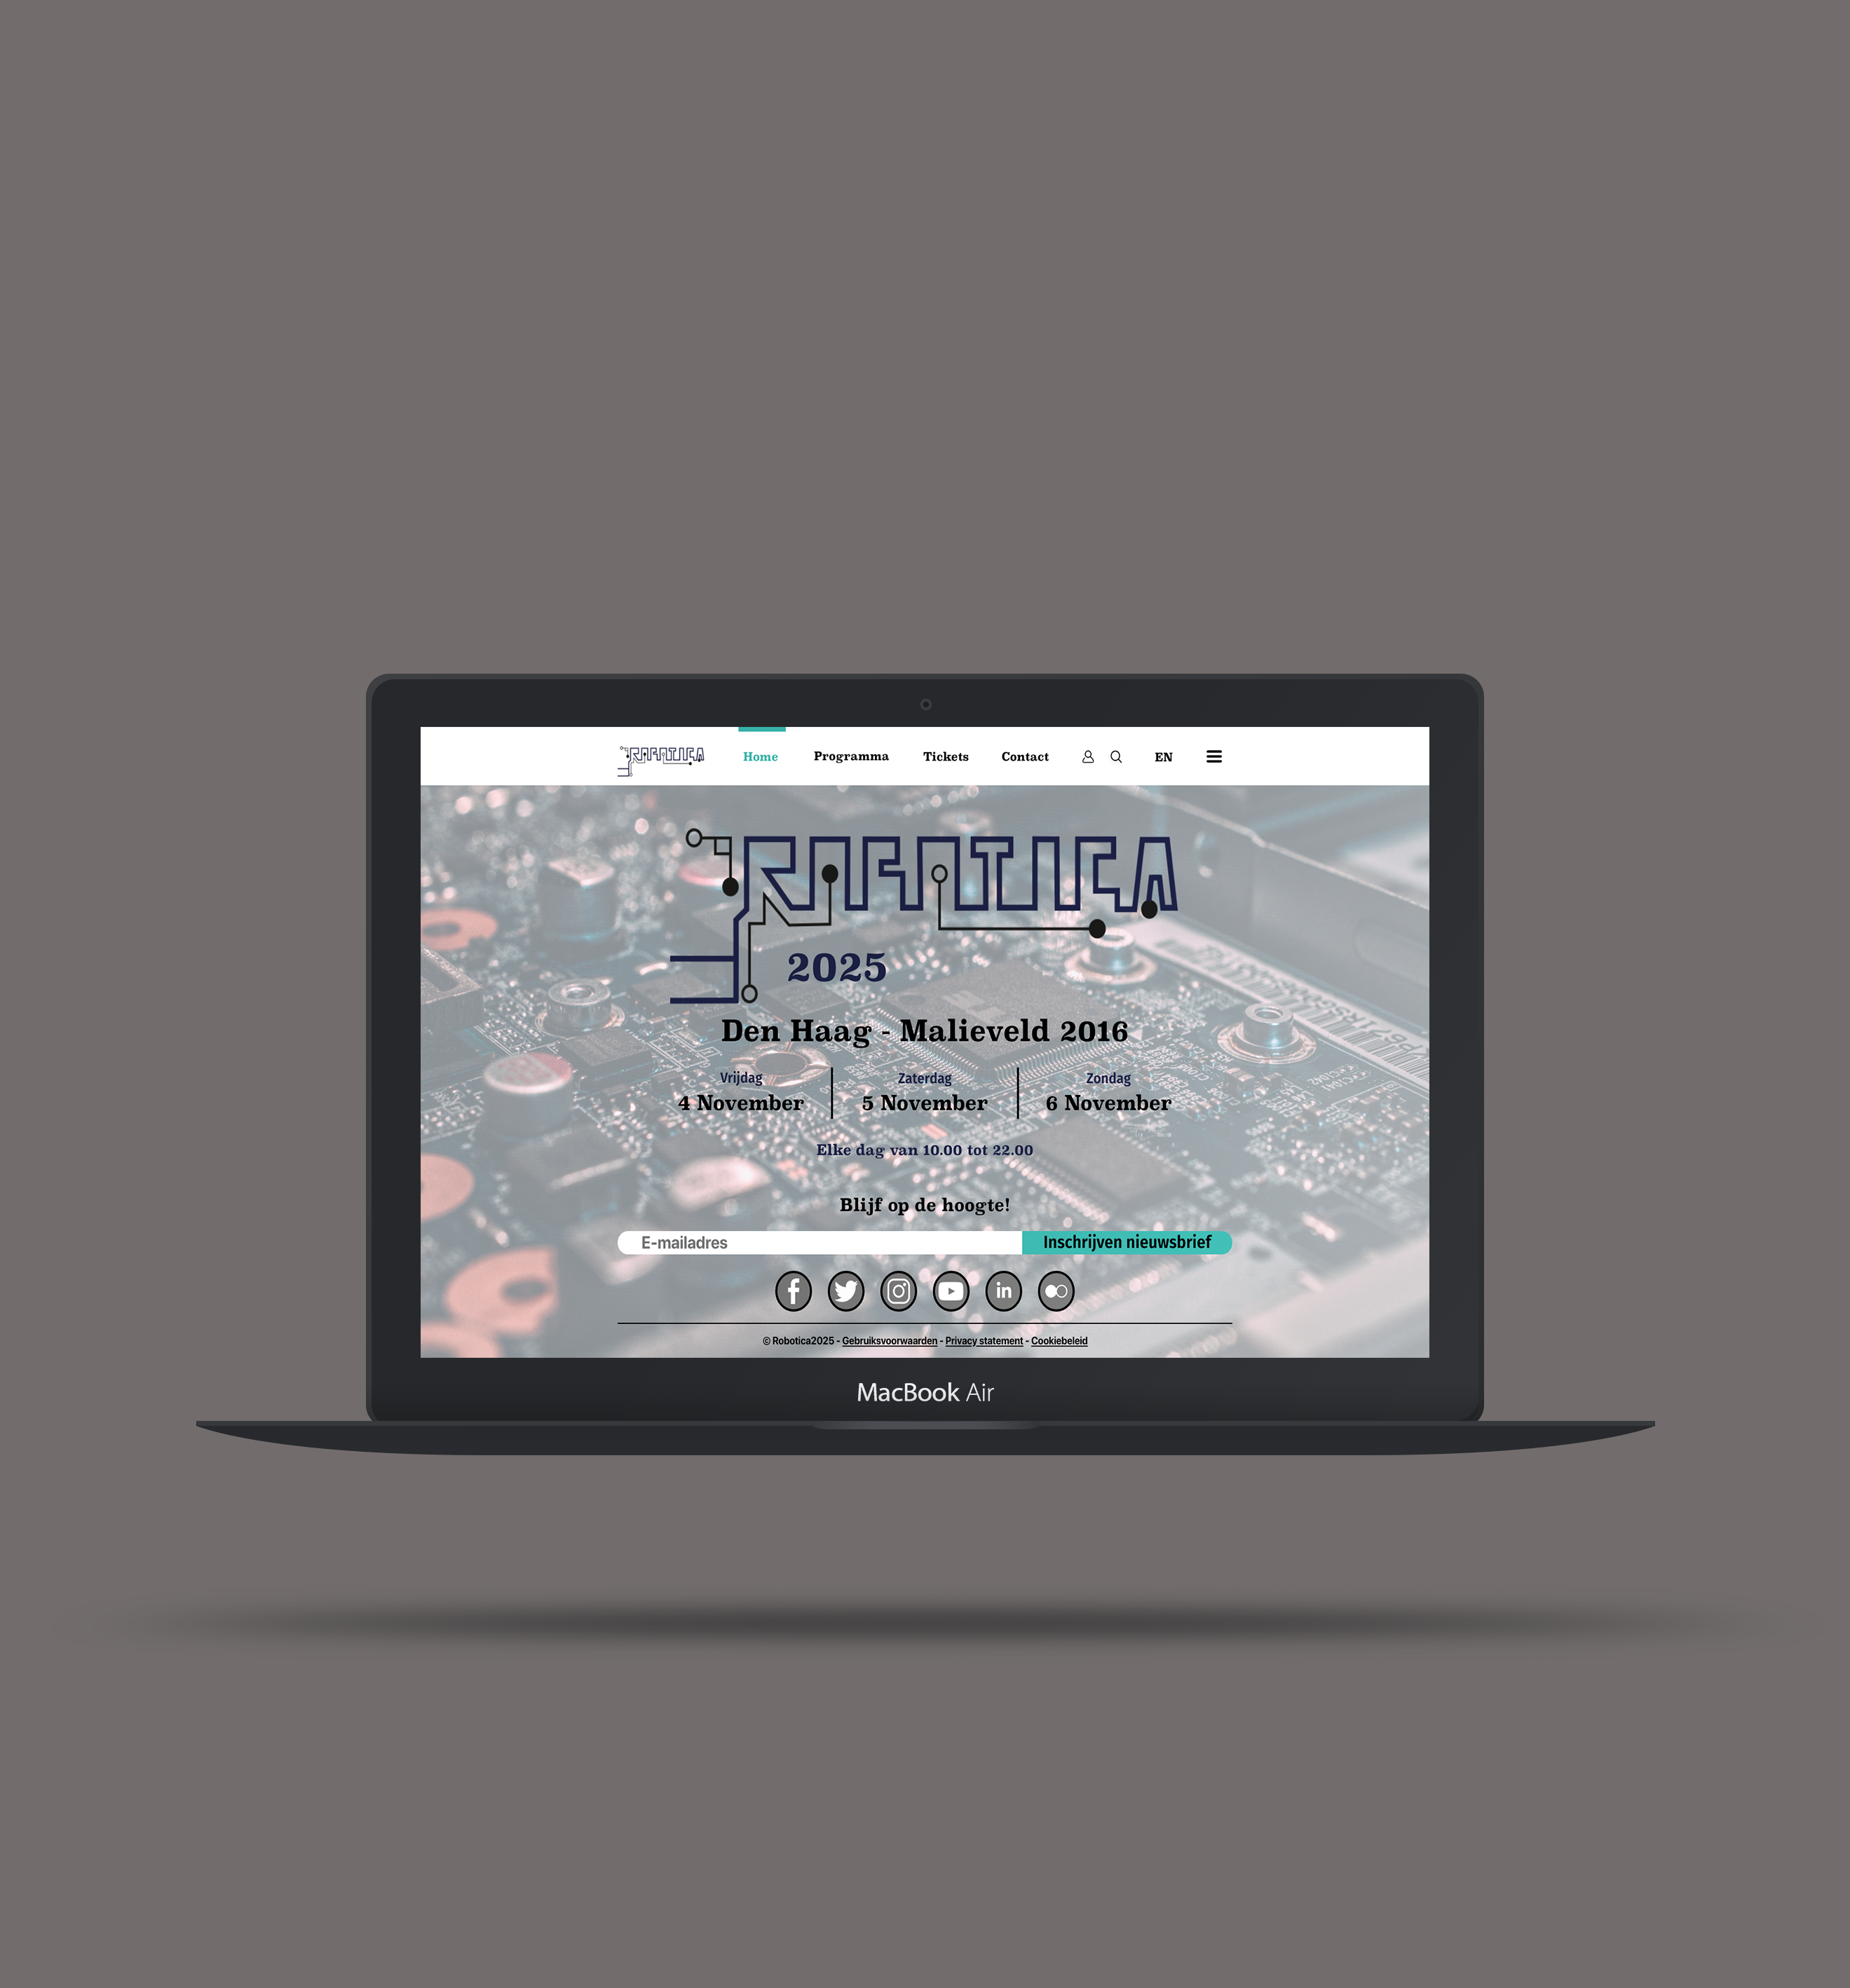 ROBOTICA
Home Programma Tickets Contact EN
ROBOTICA
2025
Den Haag - Malieveld 2016
Vrijdag Zaterdag Zondag
4 November 5 November 6 November
Elke dag van 10.00 tot 22.00
Blijf op de hoogte!
E-mailadres Inschrijven nieuwsbrief
© Robotica2025 - Gebruiksvoorwaarden - Privacy statement - Cookiebeleid
MacBook Air